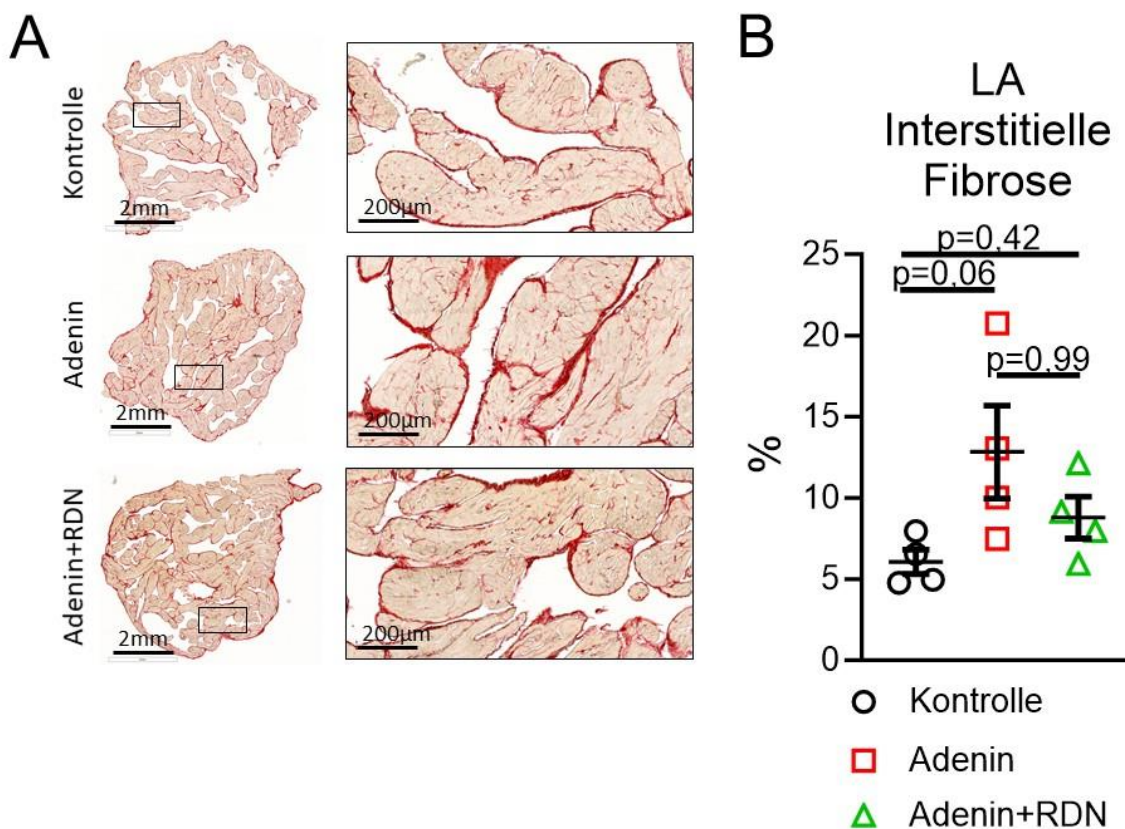 A
Kontrolle
2mm
200µm
Adenin
2mm
200µm
Adenin+RDN
2mm
200µm
B
LA
Interstitielle
Fibrose
%
25
20
15
10
5
0
p=0,42
p=0,06
p=0,99
Kontrolle
Adenin
Adenin+RDN